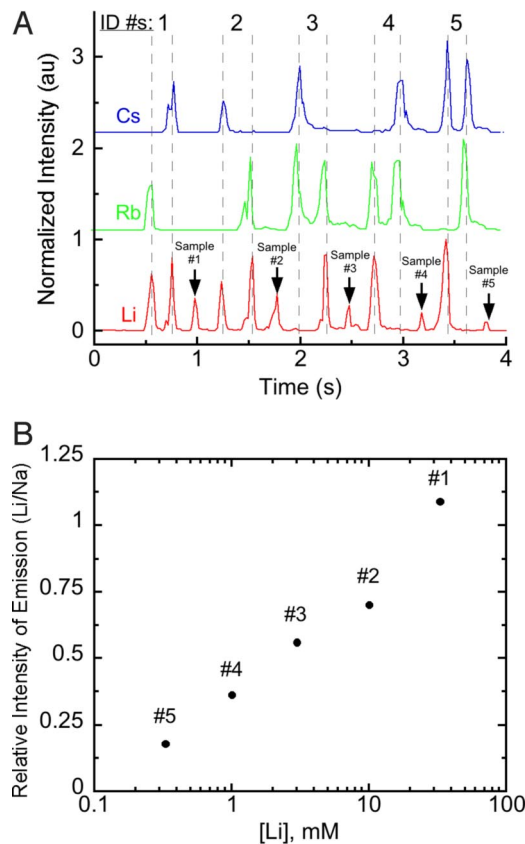 A
ID #s: 1 2 3 4 5
Normalized Intensity (au)
3
2
1
0
Cs
Rb
Li
Sample
#1
Sample
#2
Sample
#3
Sample
#4
Sample
#5
0 1 2 3 4
Time (s)
B
Relative Intensity of Emission (Li/Na)
1.25
1
0.75
0.5
0.25
0
#1
#2
#3
#4
#5
0.1 1 10 100
[Li], mM